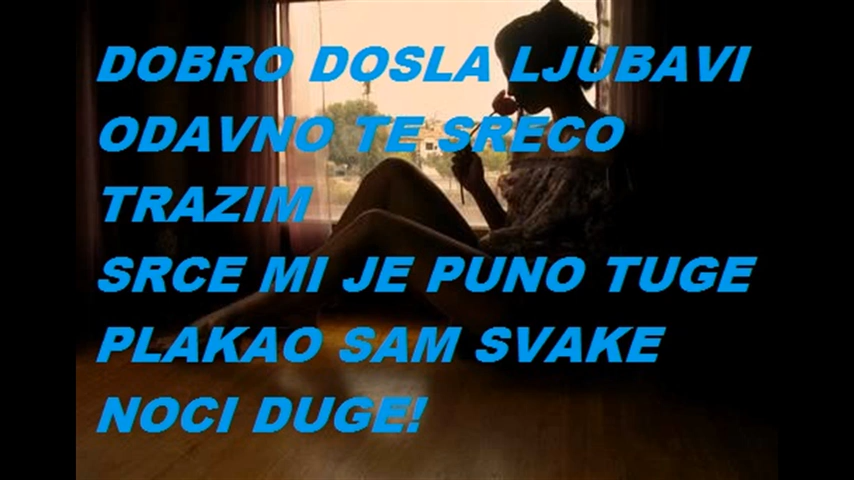 DOBRO DOSLA LJUBAVI
ODAVNO TE SRECO
TRAZIM
SRCE MI JE PUNO TUGE
PLAKAO SAM SVAKE
NOCI DUGE!